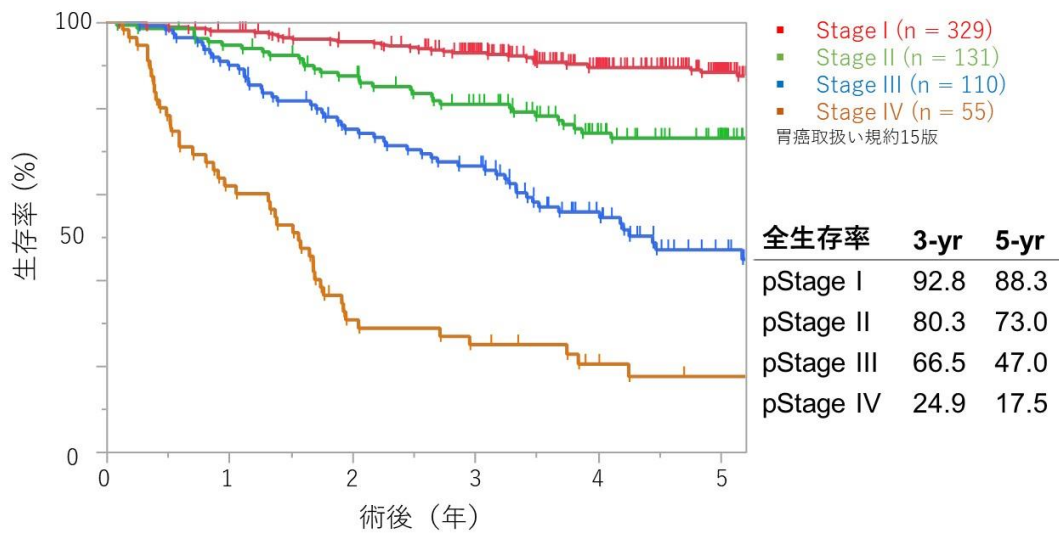 100
50
0
生存率 (%)
0 1 2 3 4 5
術後（年）
Stage I (n = 329)
Stage II (n = 131)
Stage III (n = 110)
Stage IV (n = 55)
胃癌取扱い規約15版
全生存率 3-yr 5-yr
pStage I 92.8 88.3
pStage II 80.3 73.0
pStage III 66.5 47.0
pStage IV 24.9 17.5